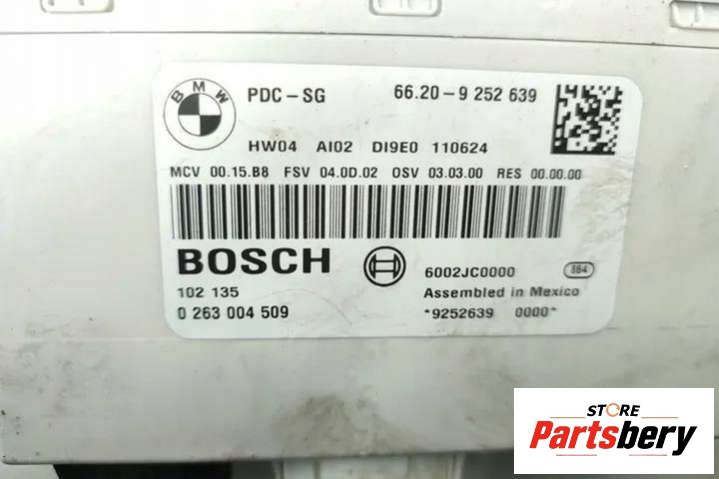 BMW
PDC-SG 66.20-9 252 639
HW04 AI02 DI9E0 110624
MCV 00.15.B8 FSV 04.0D.02 OSV 03.03.00 RES 00.00.00
BOSCH
6002JC0000 864
102 135 Assembled in Mexico
0 263 004 509 *9252639 0000*
STORE
Partsbery